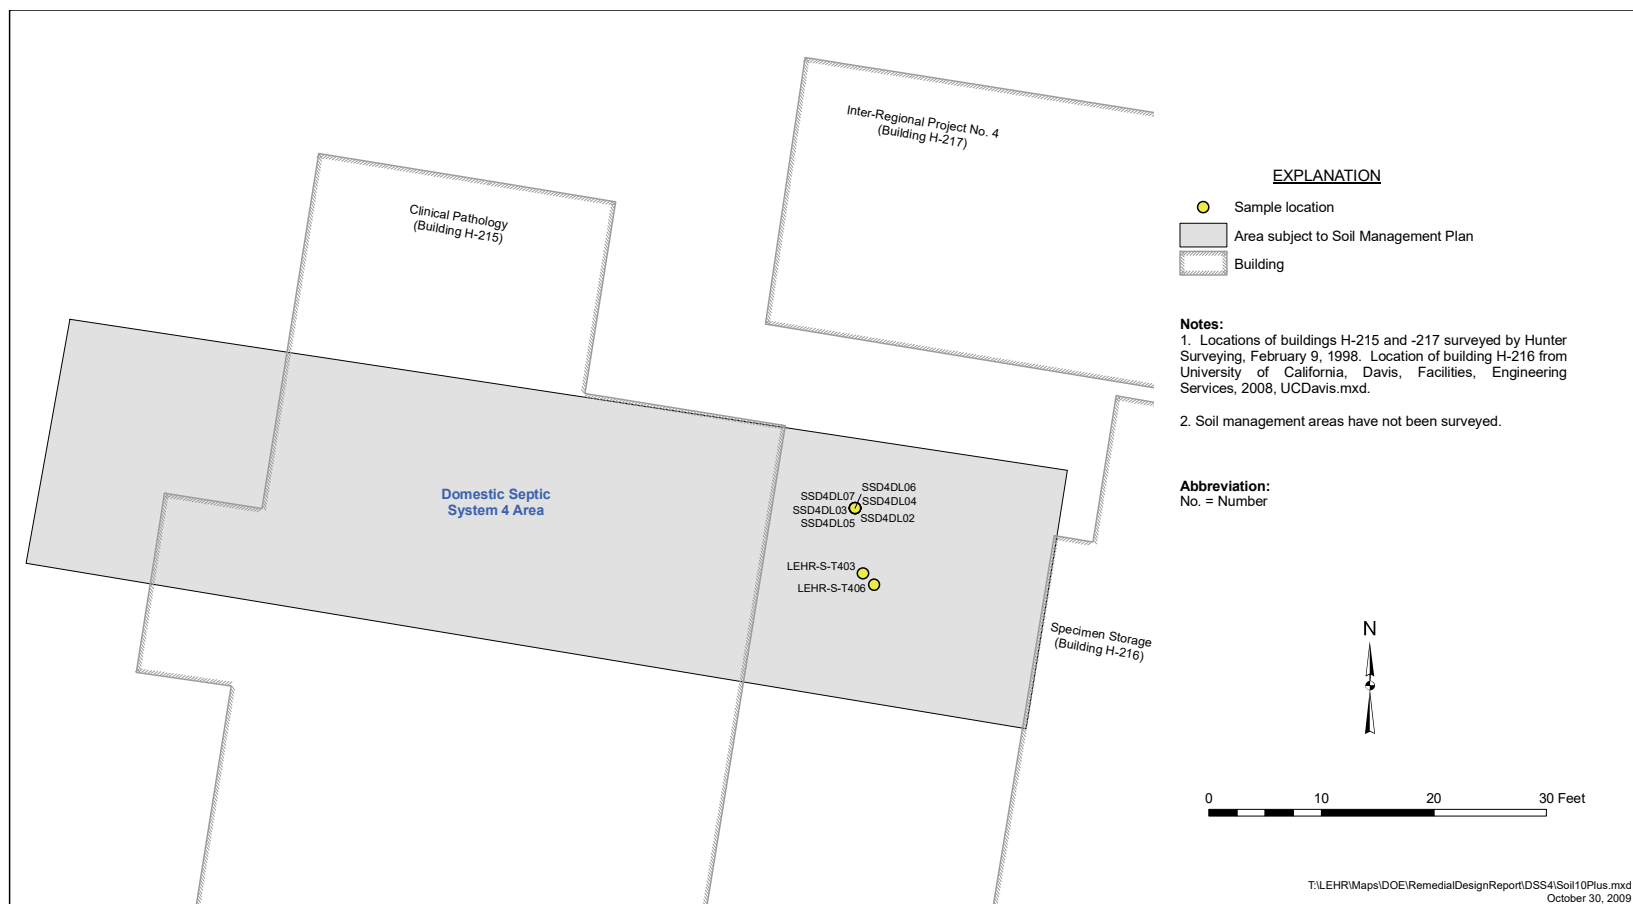 Inter-Regional Project No. 4
(Building H-217)
Clinical Pathology
(Building H-215)
Domestic Septic
System 4 Area
SSD4DL06
SSD4DL07
SSD4DL04
SSD4DL03
SSD4DL02
SSD4DL05
LEHR-S-T403
LEHR-S-T406
Specimen Storage
(Building H-216)
EXPLANATION
Sample location
Area subject to Soil Management Plan
Building
Notes:
1. Locations of buildings H-215 and -217 surveyed by Hunter
Surveying, February 9, 1998. Location of building H-216 from
University of California, Davis, Facilities, Engineering
Services, 2008, UCDavis.mxd.
2. Soil management areas have not been surveyed.
Abbreviation:
No. = Number
N
0 10 20 30 Feet
T:\LEHR\Maps\DOE\RemedialDesignReport\DSS4\Soil10Plus.mxd
October 30, 2009